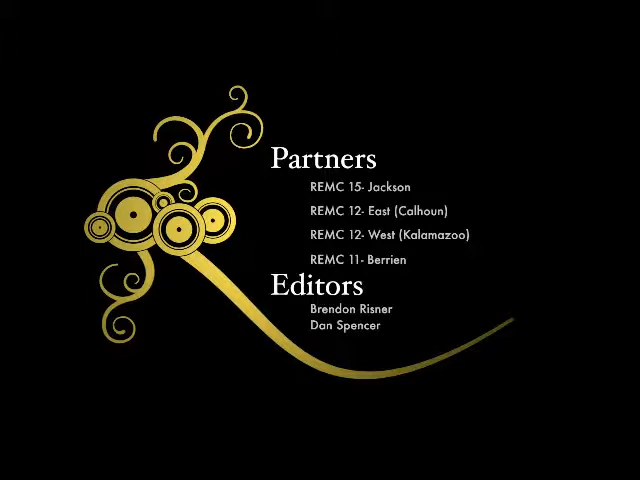 Partners
REMC 15- Jackson
REMC 12- East (Calhoun)
REMC 12- West (Kalamazoo)
REMC 11- Berrien
Editors
Brendon Risner
Dan Spencer